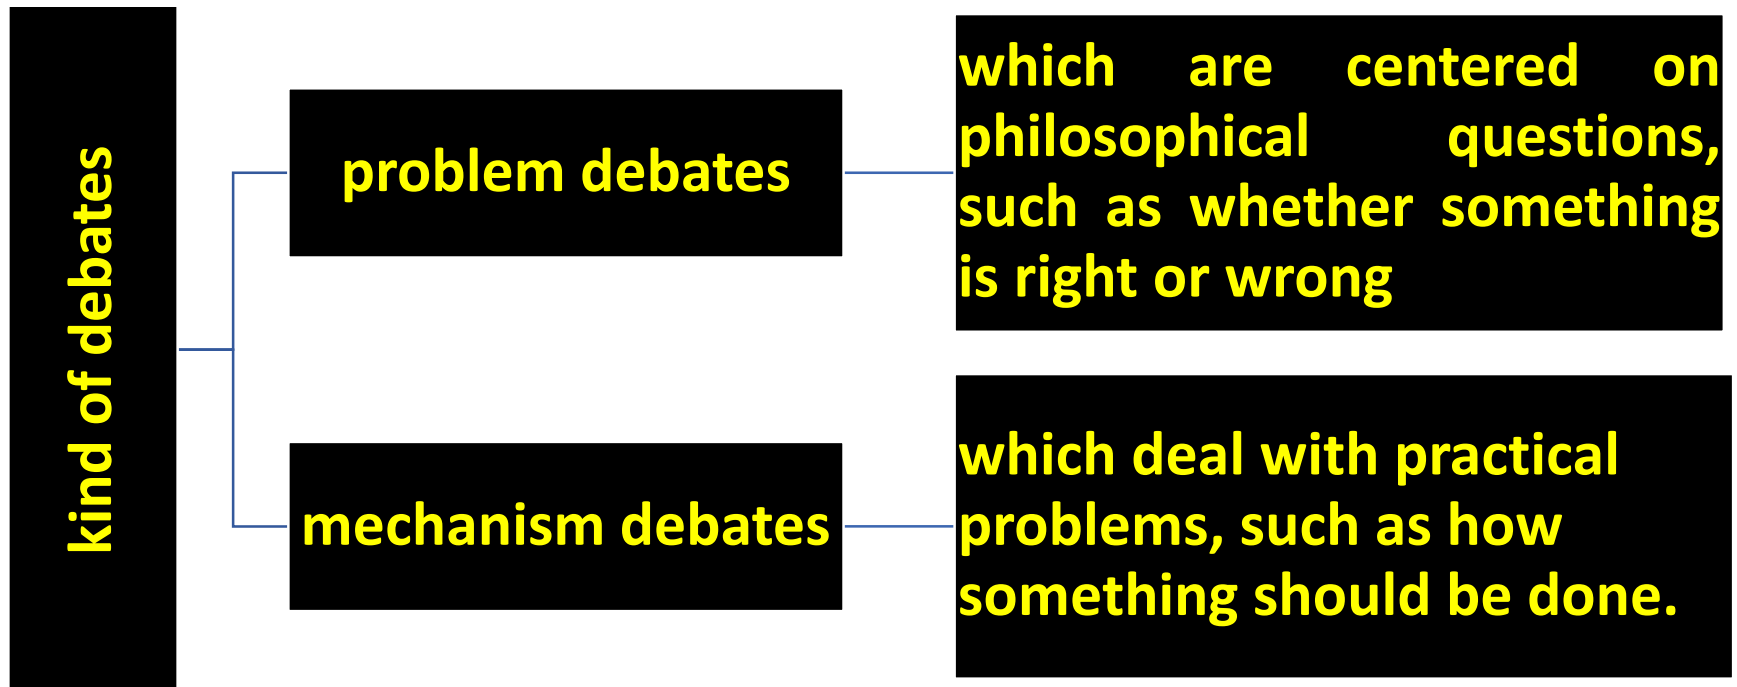 kind of debates
problem debates
which are centered on
philosophical questions,
such as whether something
is right or wrong
mechanism debates
which deal with practical
problems, such as how
something should be done.